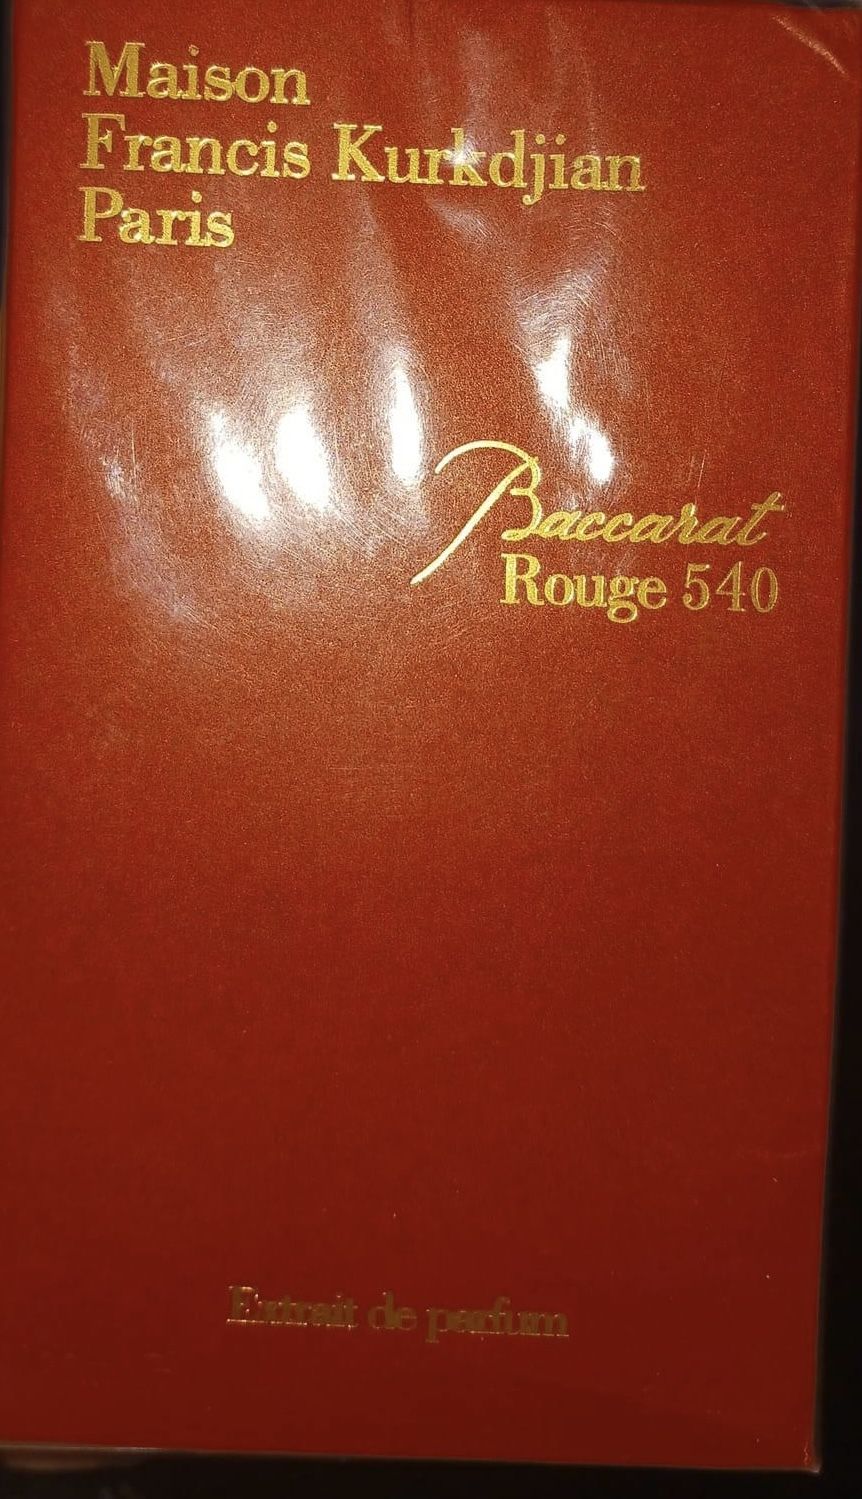 Maison
Francis Kurkdjian
Paris
Baccarat
Rouge 540
Extrait de parfum